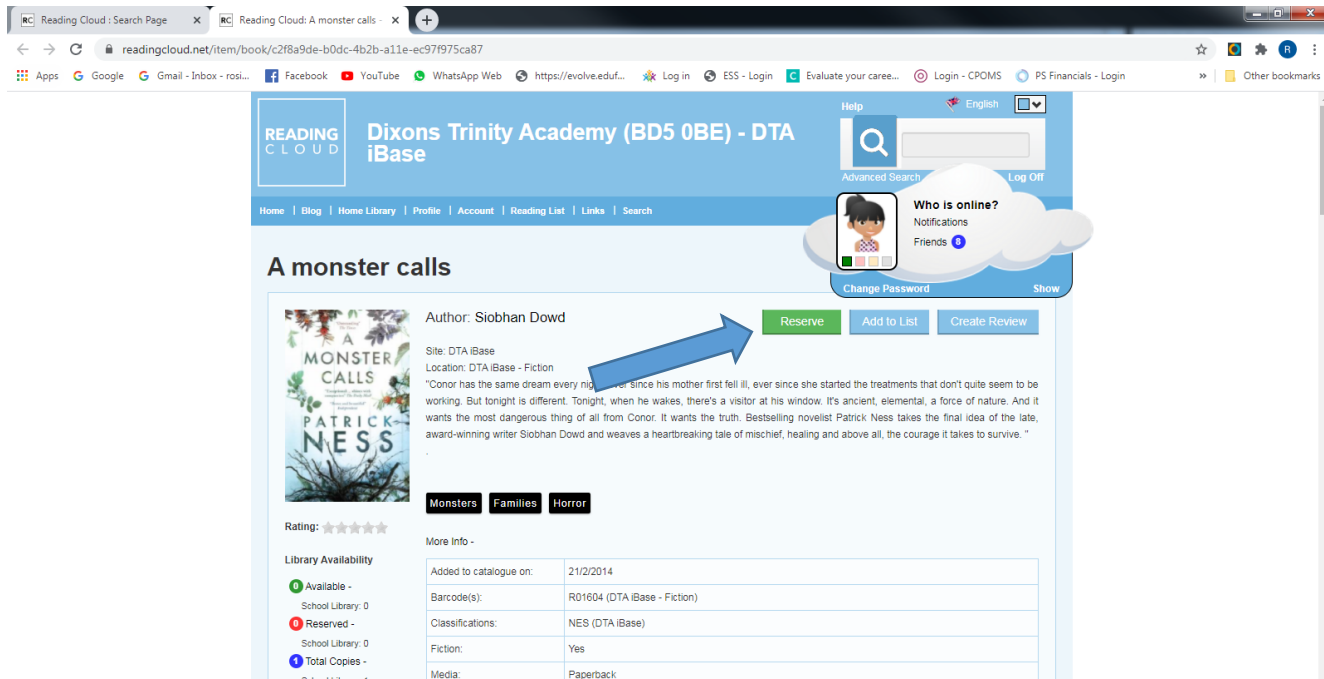 RC Reading Cloud : Search Page x
RC Reading Cloud: A monster calls - x
readingcloud.net/item/book/c2f8a9de-b0dc-4b2b-a11e-ec97f975ca87
R
Apps Google Gmail - Inbox - rosi... Facebook YouTube WhatsApp Web https://evolve.eduf... Log in ESS - Login C Evaluate your caree... Login - CPOMS PS Financials - Login » Other bookmarks
READING
CLOUD
Dixons Trinity Academy (BD5 0BE) - DTA
iBase
Help English
Advanced Search Log Off
Home | Blog | Home Library | Profile | Account | Reading List | Links | Search
Who is online?
Notifications
Friends 8
Change Password Show
A monster calls
A
MONSTER
CALLS
PATRICK
NESS
Author: Siobhan Dowd
Reserve Add to List Create Review
Site: DTA iBase
Location: DTA iBase - Fiction
"Conor has the same dream every since his mother first fell ill, ever since she started the treatments that don't quite seem to be
working. But tonight is different. Tonight, when he wakes, there's a visitor at his window. It's ancient, elemental, a force of nature. And it
wants the most dangerous thing of all from Conor. It wants the truth. Bestselling novelist Patrick Ness takes the final idea of the late,
award-winning writer Siobhan Dowd and weaves a heartbreaking tale of mischief, healing and above all, the courage it takes to survive. "
.
Monsters Families Horror
Rating:
More Info -
Library Availability
0 Available -
School Library: 0
0 Reserved -
School Library: 0
1 Total Copies -
Added to catalogue on: 21/2/2014
Barcode(s): R01604 (DTA iBase - Fiction)
Classifications: NES (DTA iBase)
Fiction: Yes
Media: Paperback